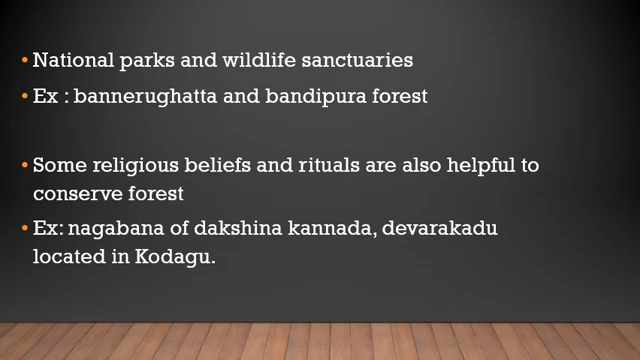 • National parks and wildlife sanctuaries
• Ex : bannerughatta and bandipura forest
• Some religious beliefs and rituals are also helpful to
conserve forest
• Ex: nagabana of dakshina kannada, devarakadu
located in Kodagu.